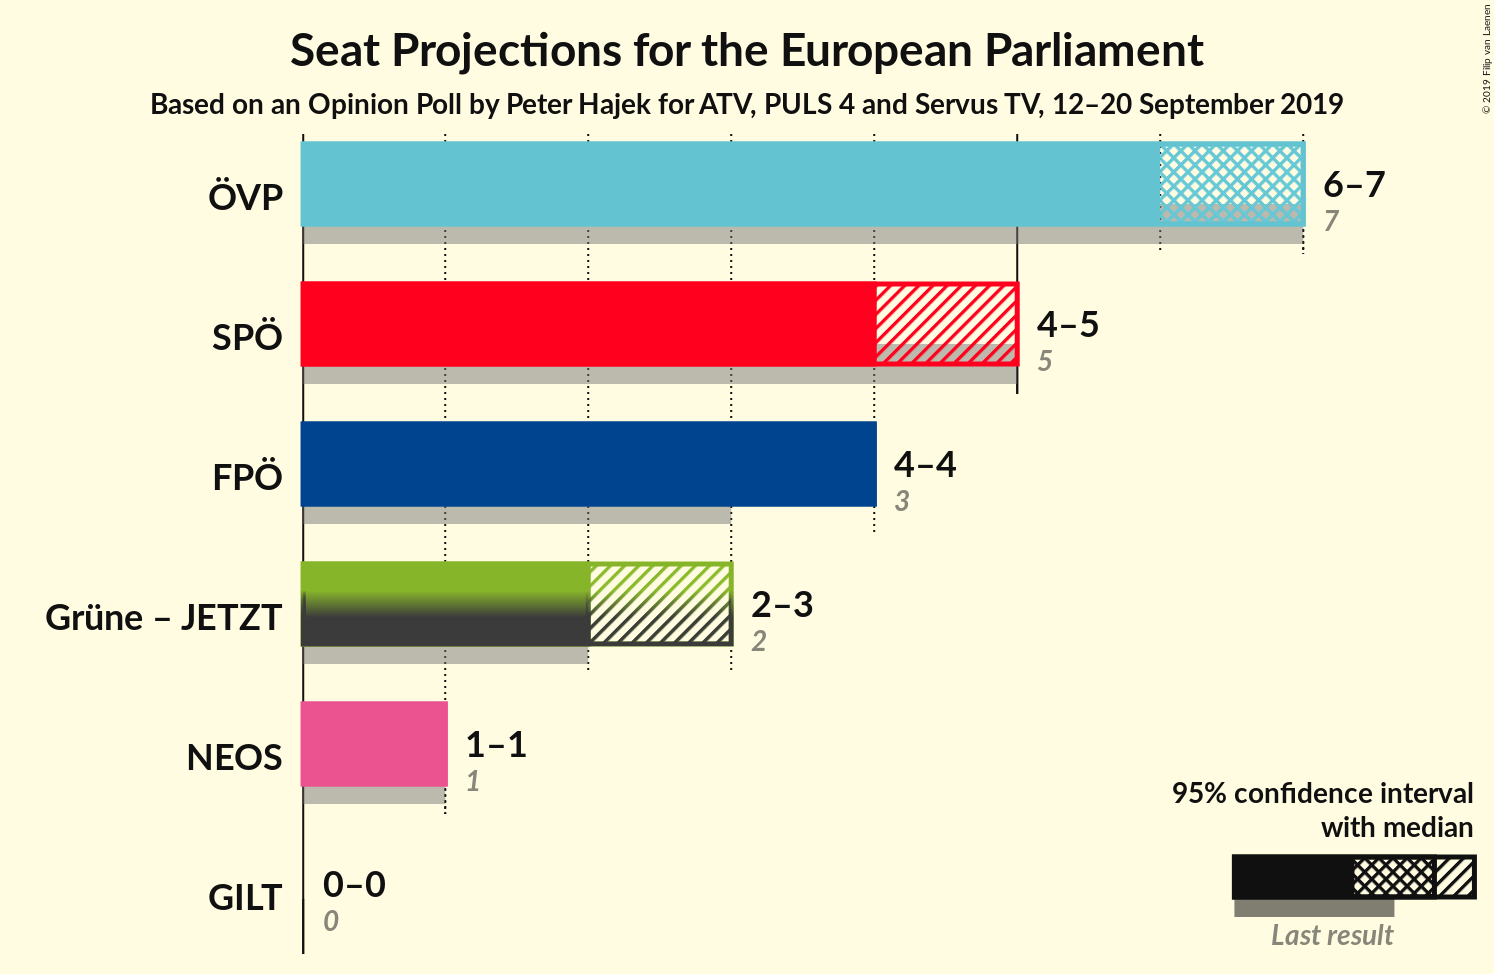 Seat Projections for the European Parliament
Based on an Opinion Poll by Peter Hajek for ATV, PULS 4 and Servus TV, 12–20 September 2019
© 2019 Filip van Laenen
ÖVP
6–7
7
SPÖ
4–5
5
FPÖ
4–4
3
Grüne – JETZT
2–3
2
NEOS
1–1
1
GILT
0–0
0
95% confidence interval
with median
Last result